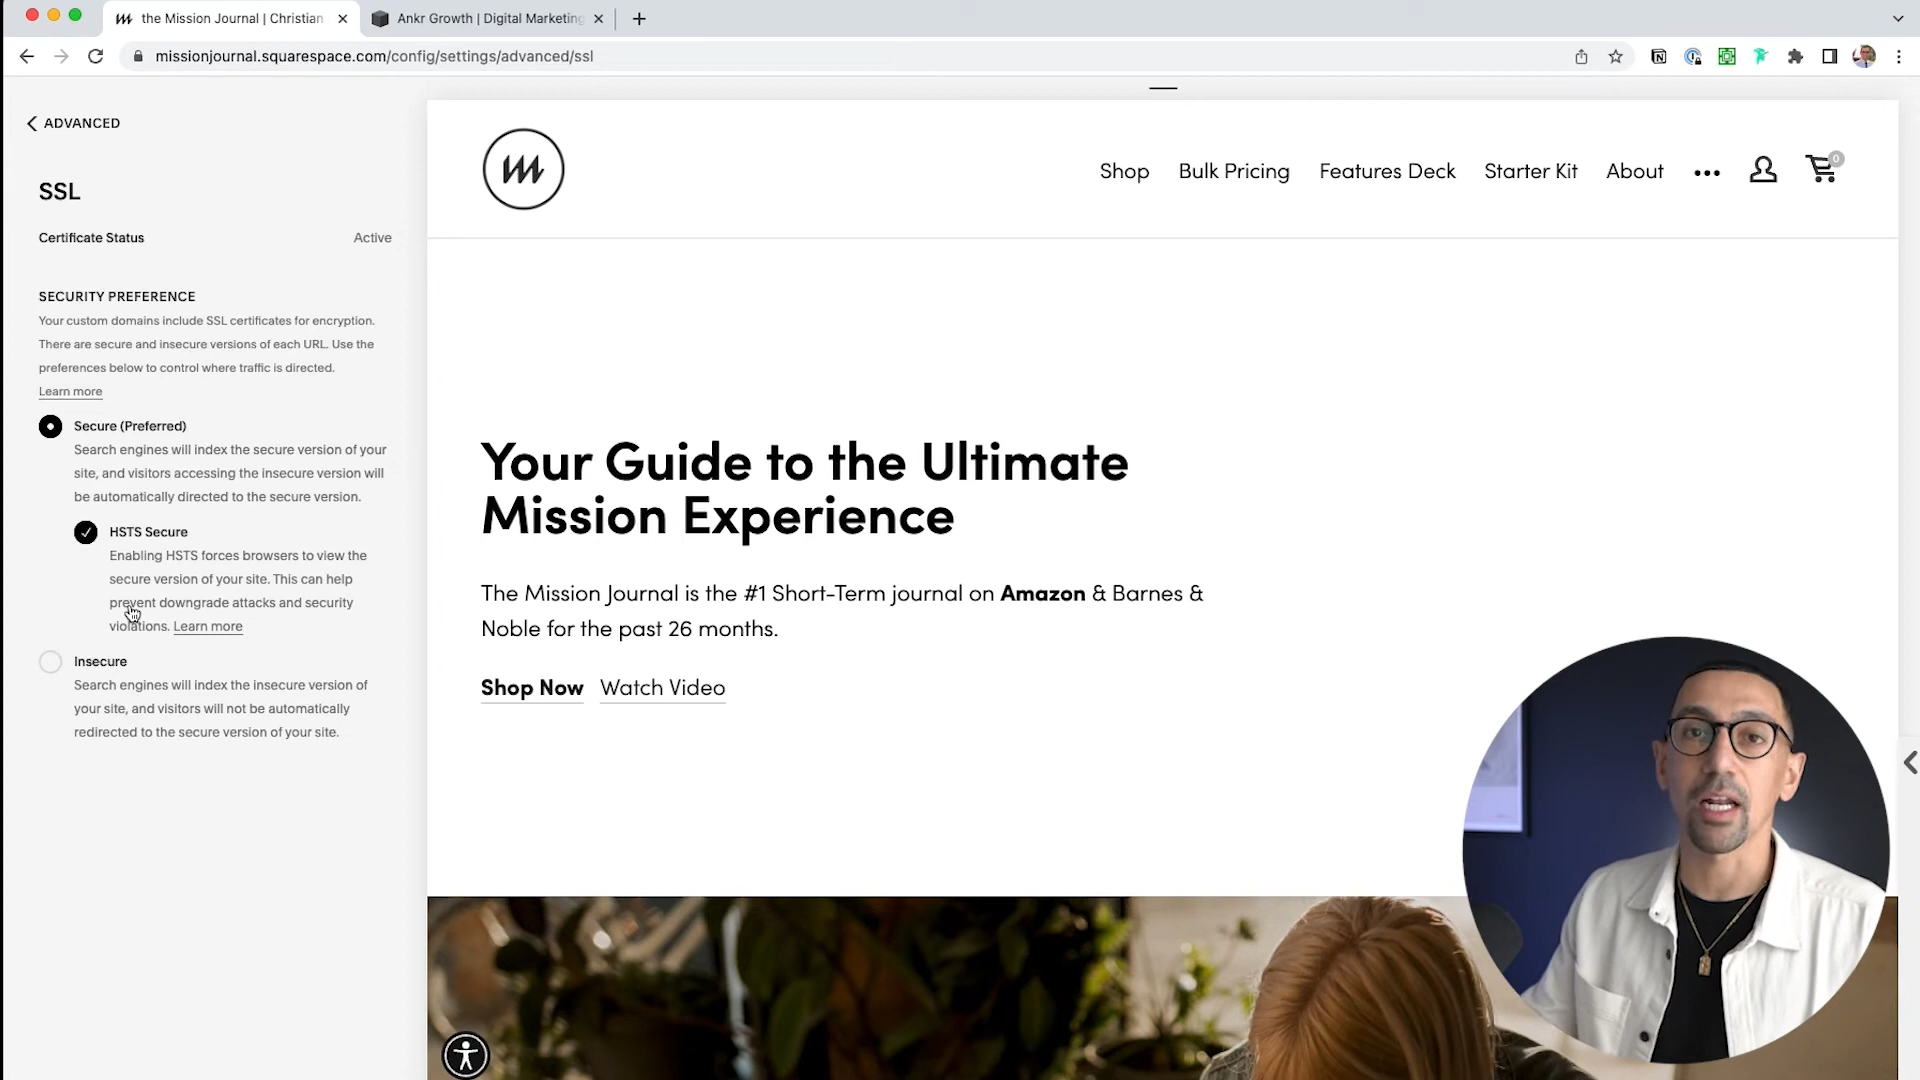 the Mission Journal | Christian
Ankr Growth | Digital Marketing
missionjournal.squarespace.com/config/settings/advanced/ssl
ADVANCED
SSL
Certificate Status
Active
SECURITY PREFERENCE
Your custom domains include SSL certificates for encryption.
There are secure and insecure versions of each URL. Use the
preferences below to control where traffic is directed.
Learn more
Secure (Preferred)
Search engines will index the secure version of your
site, and visitors accessing the insecure version will
be automatically directed to the secure version.
HSTS Secure
Enabling HSTS forces browsers to view the
secure version of your site. This can help
prevent downgrade attacks and security
violations. Learn more
Insecure
Search engines will index the insecure version of
your site, and visitors will not be automatically
redirected to the secure version of your site.
Shop Bulk Pricing Features Deck Starter Kit About
0
Your Guide to the Ultimate
Mission Experience
The Mission Journal is the #1 Short-Term journal on Amazon & Barnes &
Noble for the past 26 months.
Shop Now Watch Video